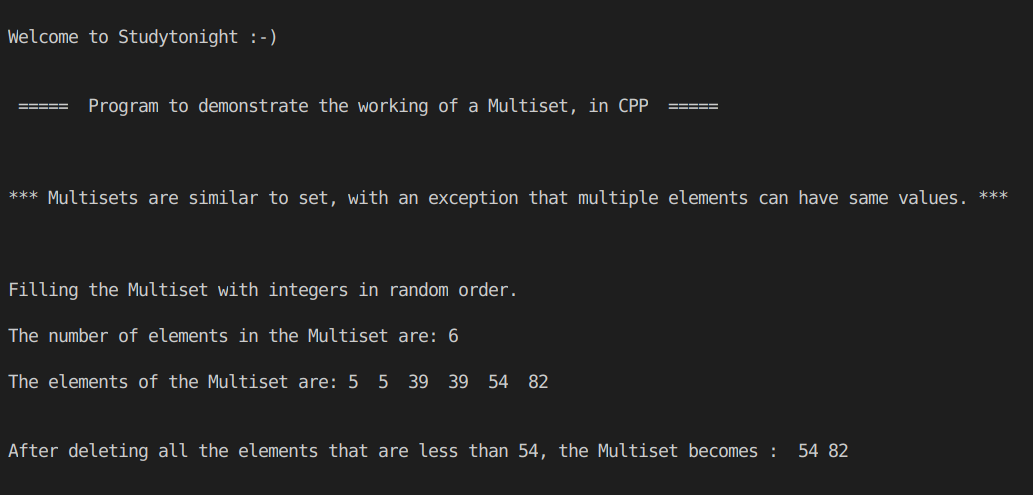 Welcome to Studytonight :-)
===== Program to demonstrate the working of a Multiset, in CPP =====
*** Multisets are similar to set, with an exception that multiple elements can have same values. ***
Filling the Multiset with integers in random order.
The number of elements in the Multiset are: 6
The elements of the Multiset are: 5  5  39  39  54  82
After deleting all the elements that are less than 54, the Multiset becomes :  54 82